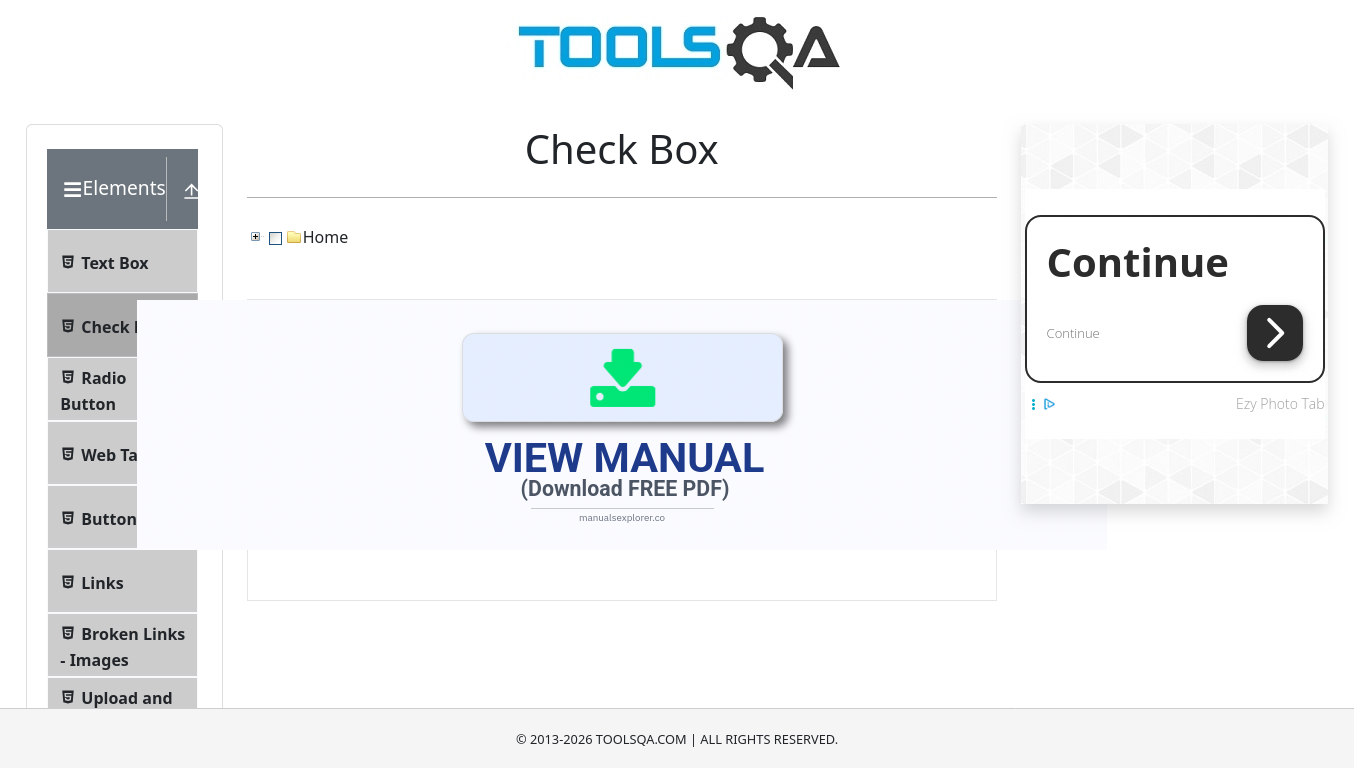 TOOLSQA
Elements
Text Box
Check
Radio
Button
Web Ta
Button
Links
Broken Links
- Images
Upload and
Check Box
Home
VIEW MANUAL
(Download FREE PDF)
manualsexplorer.co
Continue
Continue
Ezy Photo Tab
© 2013-2026 TOOLSQA.COM | ALL RIGHTS RESERVED.